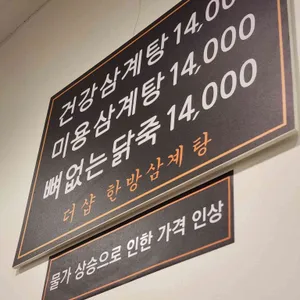 건강삼계탕 14,000
미용삼계탕 14,000
뼈없는 닭죽 14,000
더샵 한방삼계탕
물가 상승으로 인한 가격 인상